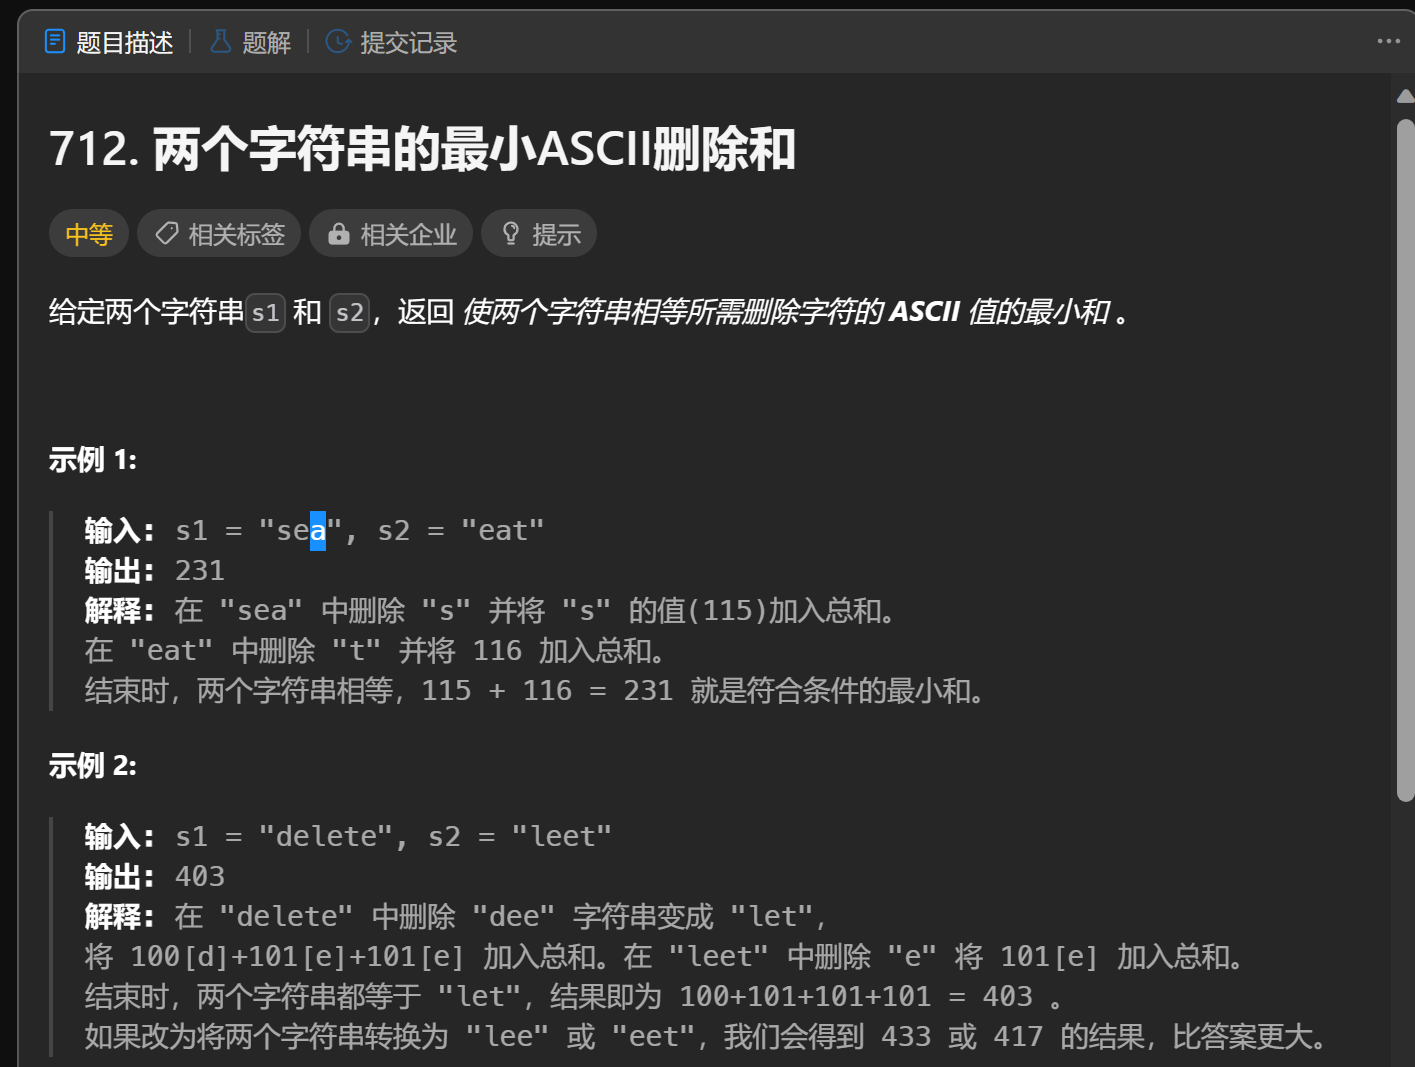 题目描述 | 题解 | 提交记录
712. 两个字符串的最小ASCII删除和
中等 相关标签 相关企业 提示
给定两个字符串s1 和 s2，返回 使两个字符串相等所需删除字符的 ASCII 值的最小和 。
示例 1:
输入: s1 = "sea", s2 = "eat"
输出: 231
解释: 在 "sea" 中删除 "s" 并将 "s" 的值(115)加入总和。
在 "eat" 中删除 "t" 并将 116 加入总和。
结束时，两个字符串相等，115 + 116 = 231 就是符合条件的最小和。
示例 2:
输入: s1 = "delete", s2 = "leet"
输出: 403
解释: 在 "delete" 中删除 "dee" 字符串变成 "let"，
将 100[d]+101[e]+101[e] 加入总和。在 "leet" 中删除 "e" 将 101[e] 加入总和。
结束时，两个字符串都等于 "let"，结果即为 100+101+101+101 = 403 。
如果改为将两个字符串转换为 "lee" 或 "eet"，我们会得到 433 或 417 的结果，比答案更大。